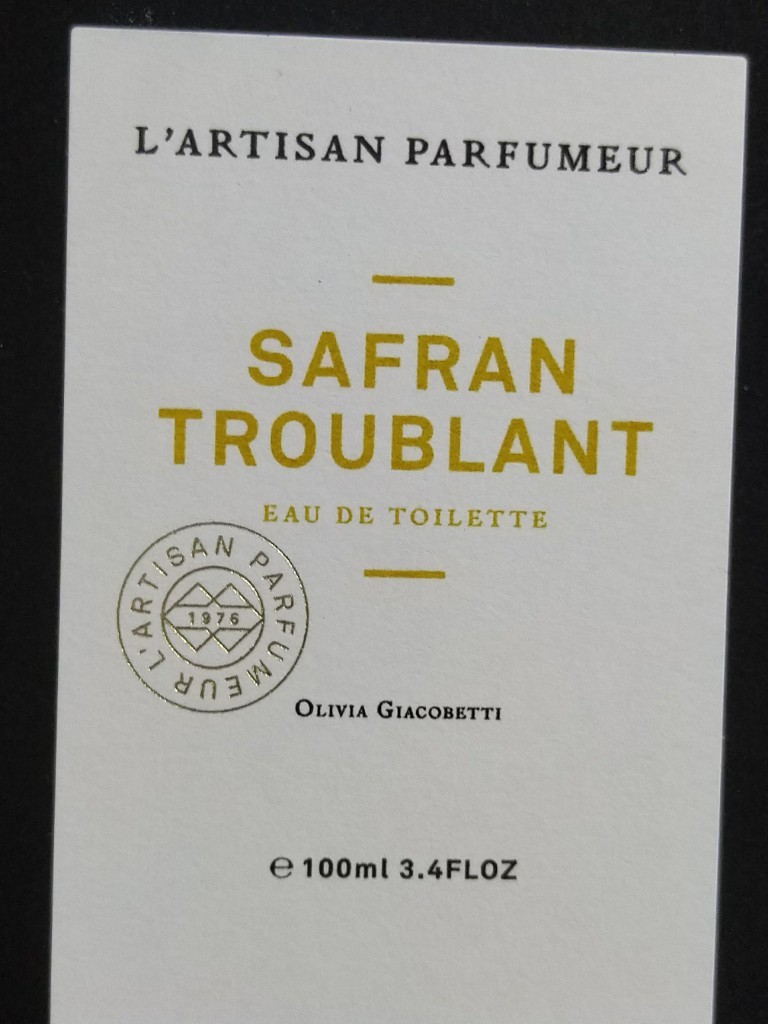 L'ARTISAN PARFUMEUR
SAFRAN
TROUBLANT
EAU DE TOILETTE
L'ARTISAN PARFUMEUR
1976
OLIVIA GIACOBETTI
℮ 100ml 3.4FLOZ